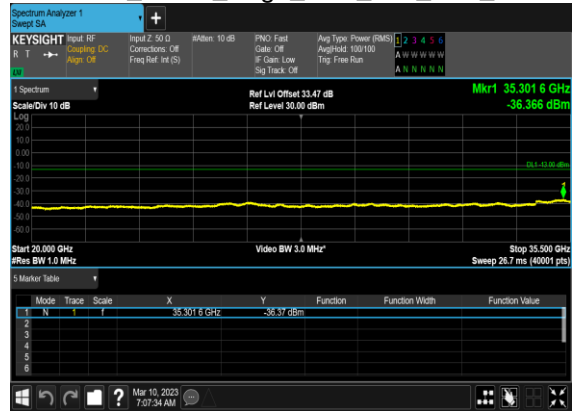 Spectrum Analyzer 1
Swept SA
+
KEYSIGHT Input: RF Input Z: 50 Ω #Atten: 10 dB PNO: Fast Avg Type: Power (RMS) 1 2 3 4 5 6
R T Coupling: DC Corrections: Off Gate: Off Avg|Hold: 100/100 A W W W W W
Align: Off Freq Ref: Int (S) IF Gain: Low Trig: Free Run
Sig Track: Off A N N N N N
1 Spectrum Ref Lvl Offset 33.47 dB Mkr1 35.301 6 GHz
Scale/Div 10 dB Ref Level 30.00 dBm -36.366 dBm
Log
20.0
10.0
0.00
-10.0 DL1 -13.00 dBm
-20.0
-30.0 1
-40.0
-50.0
-60.0
Start 20.000 GHz Video BW 3.0 MHz* Stop 35.500 GHz
#Res BW 1.0 MHz Sweep 26.7 ms (40001 pts)
5 Marker Table
Mode Trace Scale X Y Function Function Width Function Value
1 N 1 f 35.301 6 GHz -36.37 dBm
2
3
4
5
6
? Mar 10, 2023
7:07:34 AM